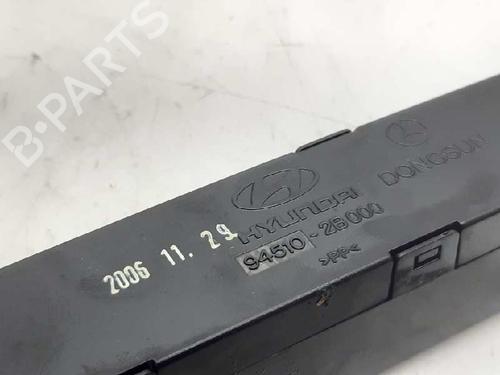 B-PARTS
HYUNDAI
DONGSUN
2006 11. 29
94510-2B000
>PP<